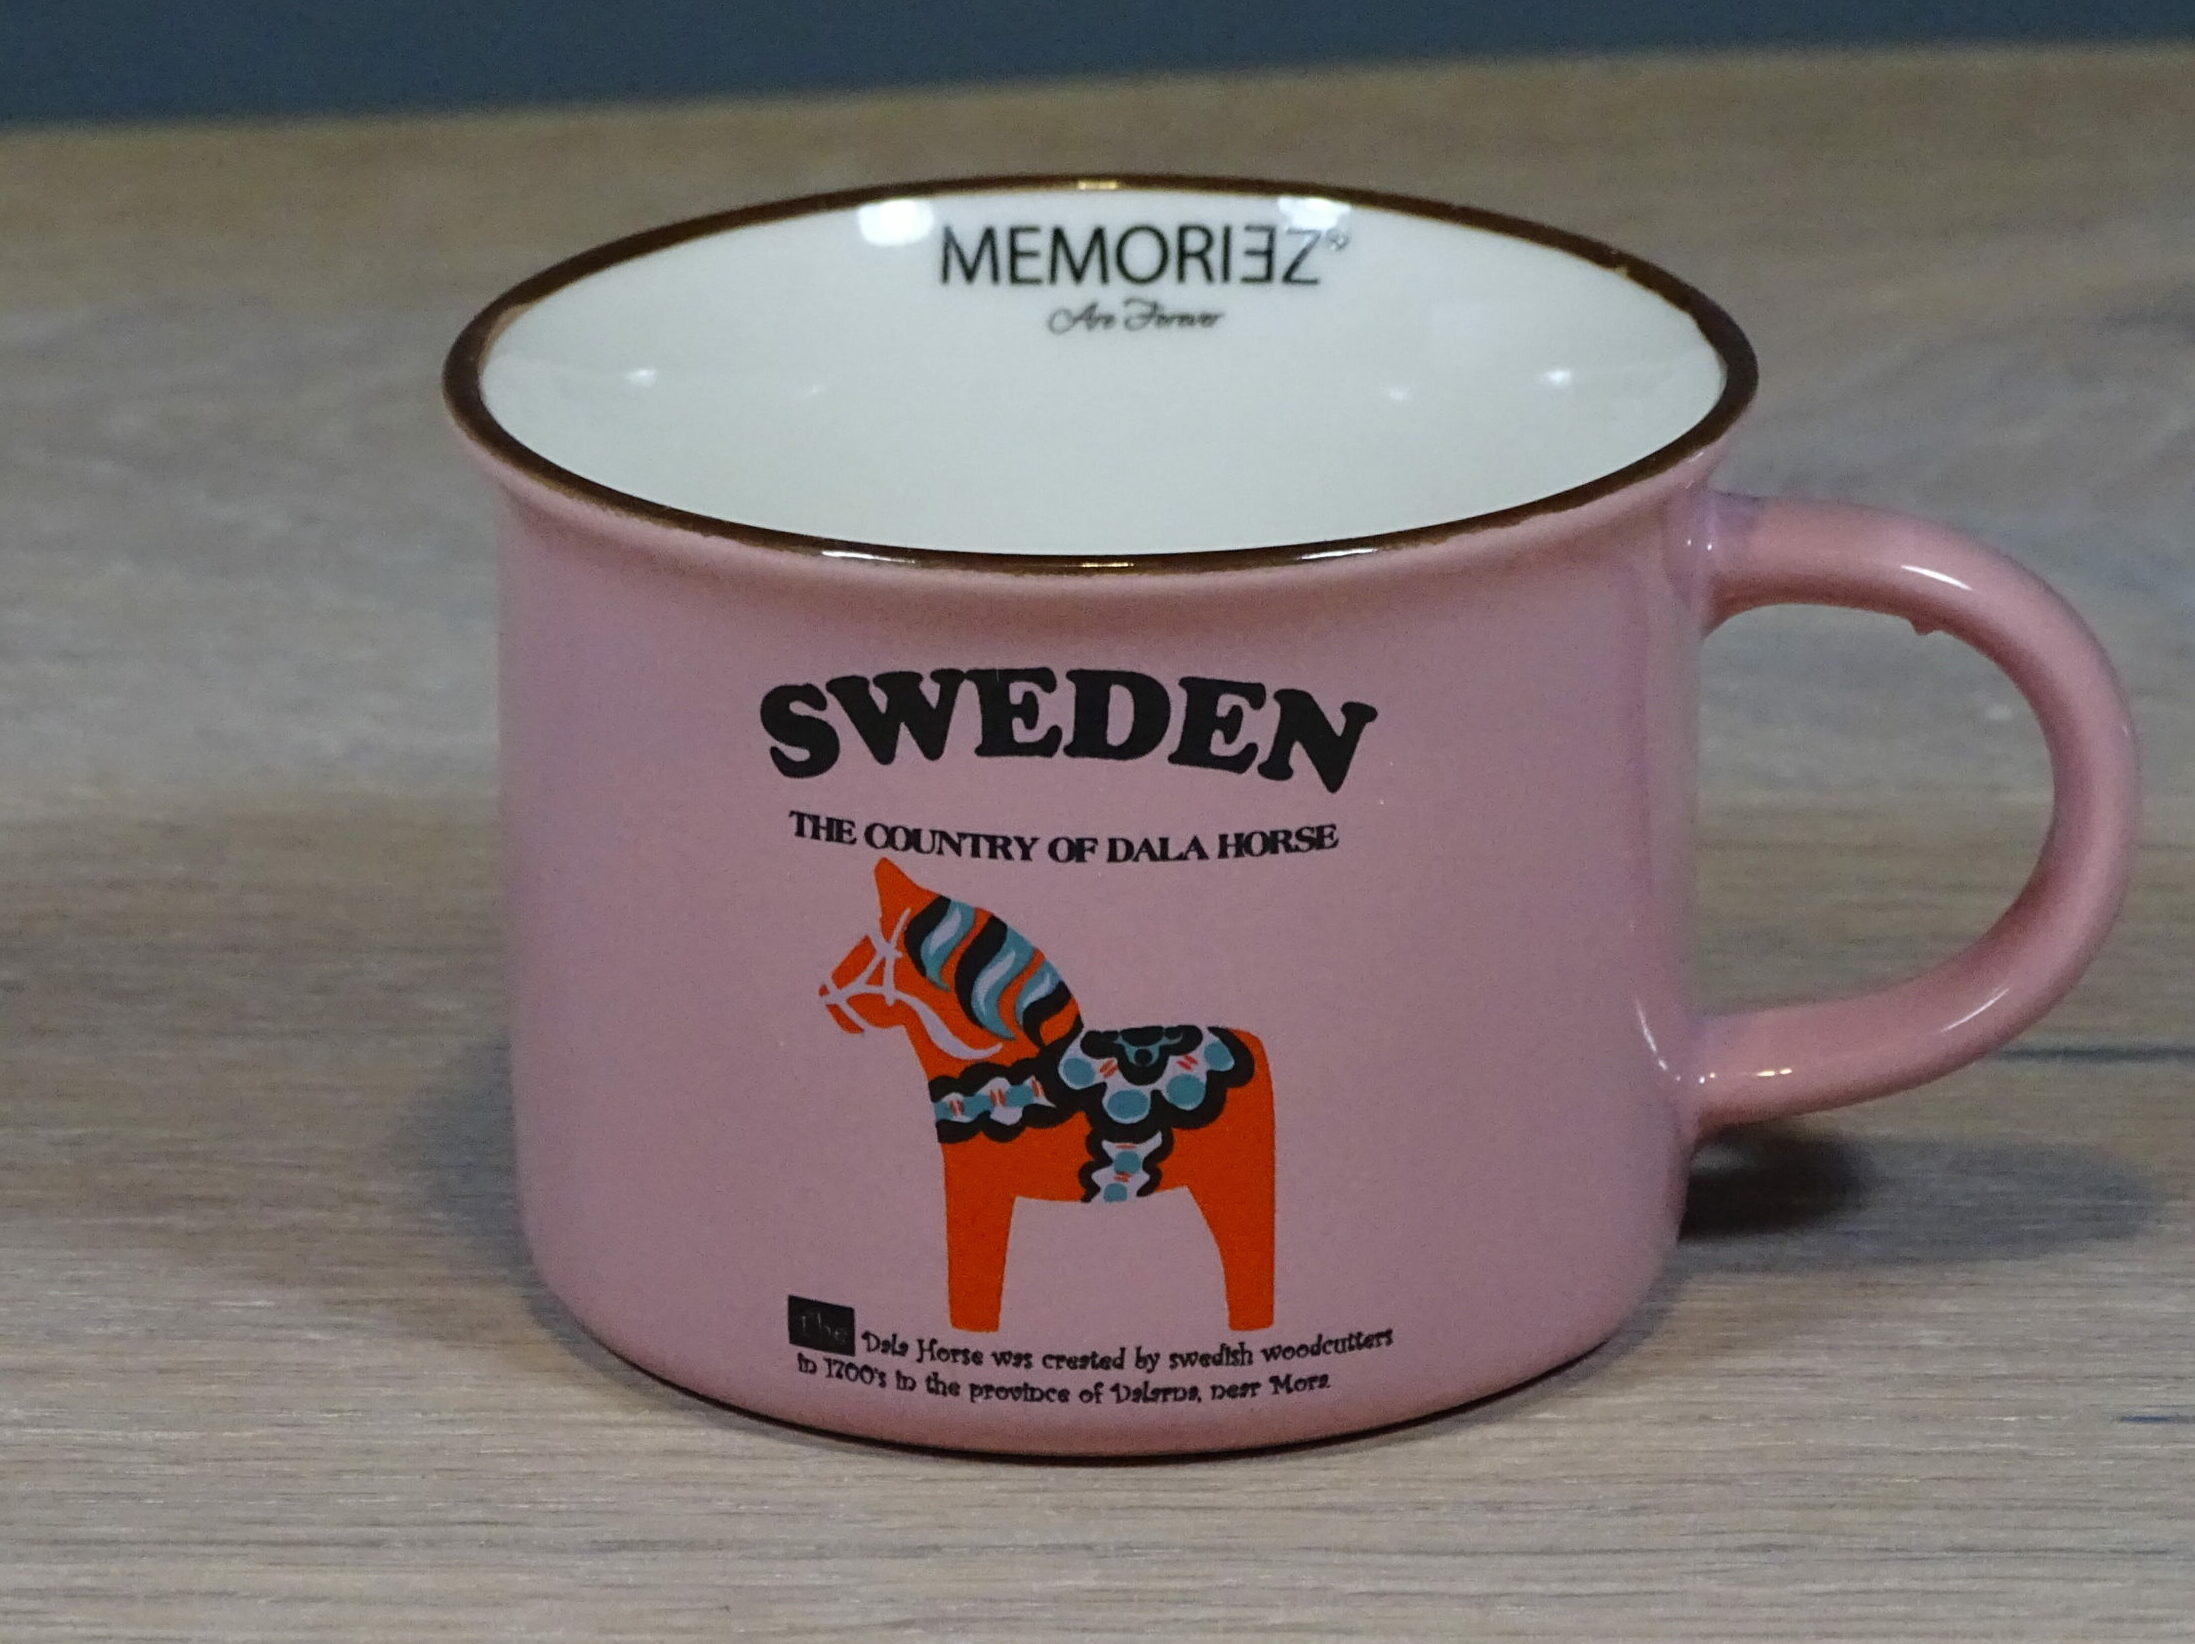 MEMORIEZ®
Are Forever
SWEDEN
THE COUNTRY OF DALA HORSE
The Dala Horse was created by swedish woodcutters
in 1700's in the province of Dalarna, near Mora.